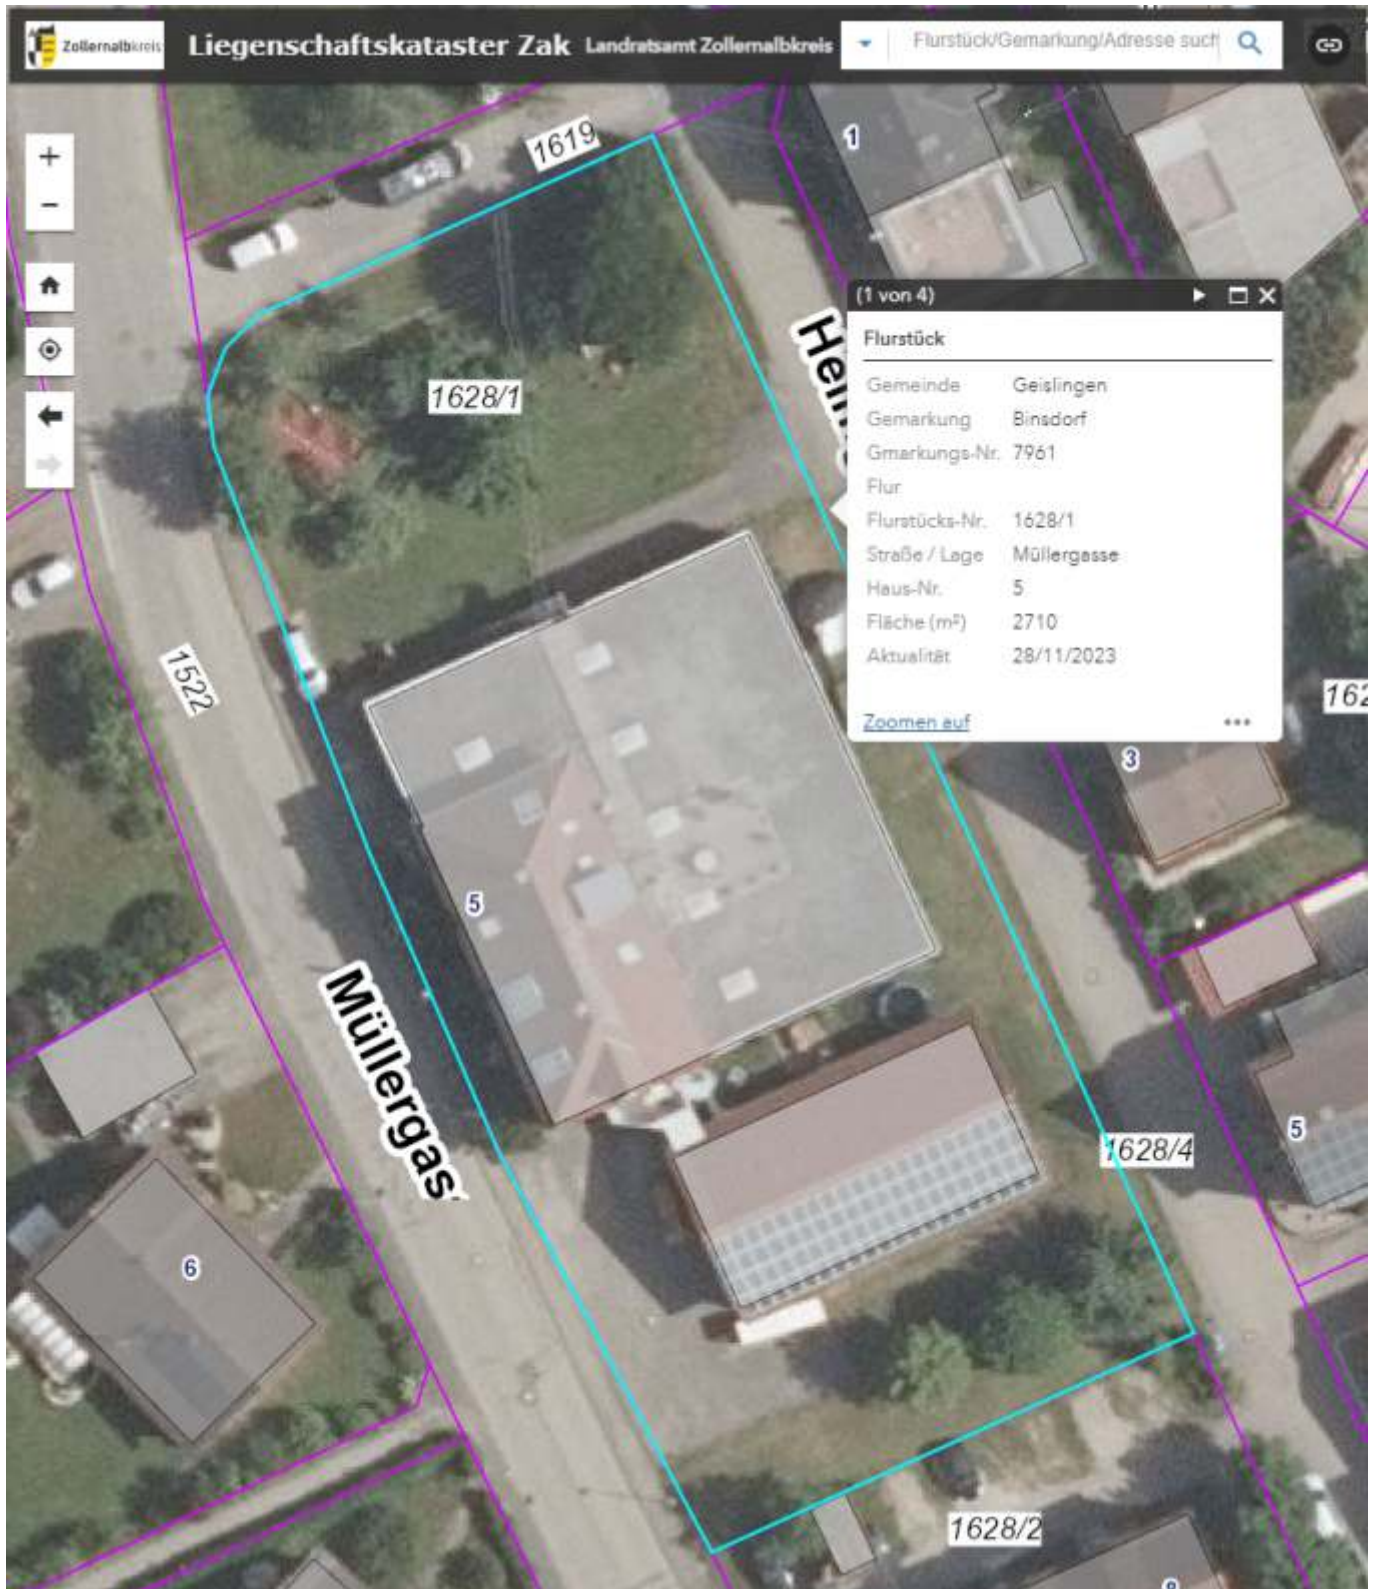 Zollernalbkreis
Liegenschaftskataster Zak Landratsamt Zollernalbkreis
Flurstück/Gemarkung/Adresse such
1619
1
(1 von 4)
Flurstück
Gemeinde Geislingen
Gemarkung Binsdorf
Gmarkungs-Nr. 7961
Flur
Flurstücks-Nr. 1628/1
Straße / Lage Müllergasse
Haus-Nr. 5
Fläche (m²) 2710
Aktualität 28/11/2023
Zoomen auf
1628/1
1522
162
3
5
Müllergas
1628/4
5
6
1628/2
8